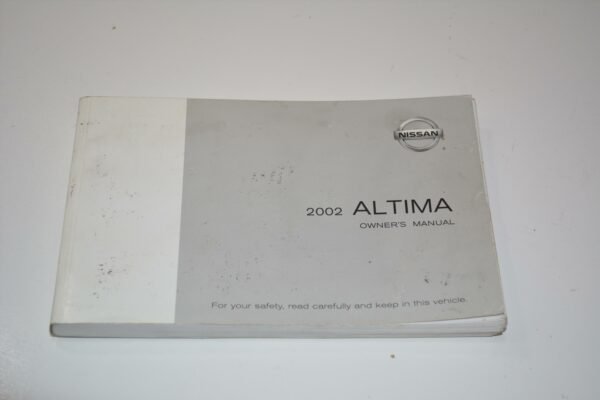 NISSAN
2002 ALTIMA
OWNER'S MANUAL
For your safety, read carefully and keep in this vehicle.